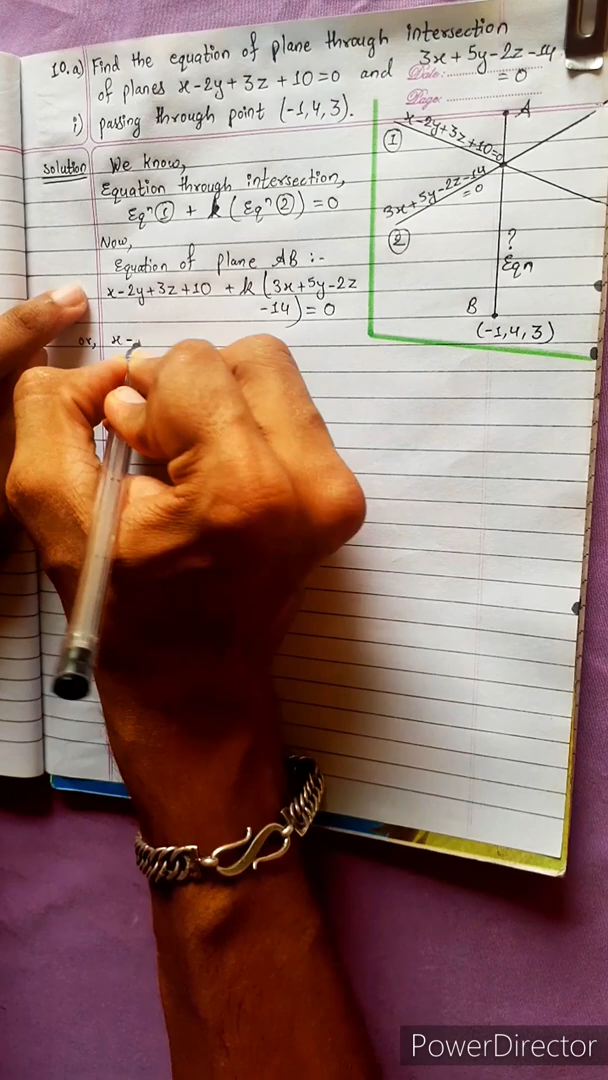 10.a) Find the equation of plane through intersection
of planes x-2y+3z+10=0 and 3x+5y-2z-14 = 0
Date:
Page:
i) passing through point (-1,4,3).
Solution We know,
Equation through intersection,
Eqⁿ ① + k (Eqⁿ ②) = 0
Now,
Equation of plane AB :-
x-2y+3z+10 + k (3x+5y-2z
-14) = 0
or, x -
A
x-2y+3z+10=0
①
3x+5y-2z-14
= 0
②
?
Eqn
B
(-1,4,3)
PowerDirector